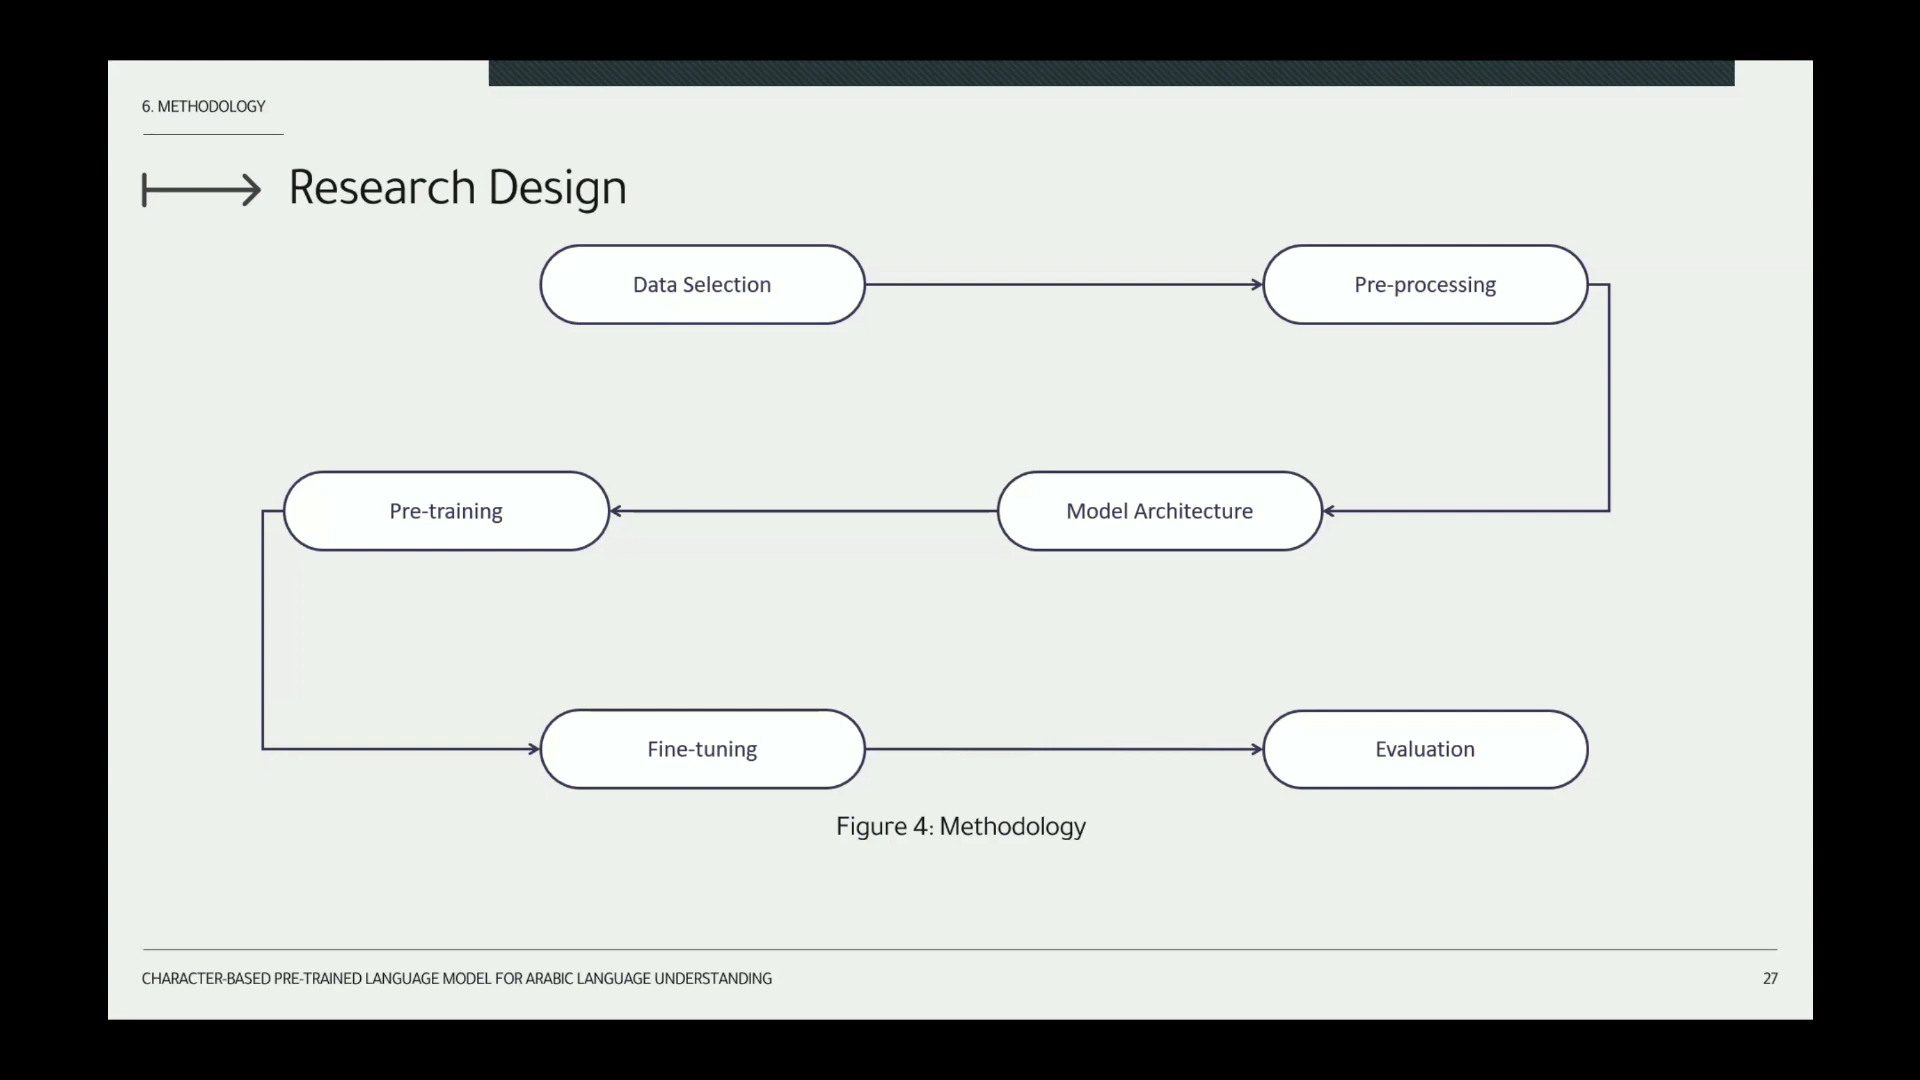 6. METHODOLOGY
Research Design
Data Selection
Pre-processing
Model Architecture
Pre-training
Fine-tuning
Evaluation
Figure 4: Methodology
CHARACTER-BASED PRE-TRAINED LANGUAGE MODEL FOR ARABIC LANGUAGE UNDERSTANDING
27